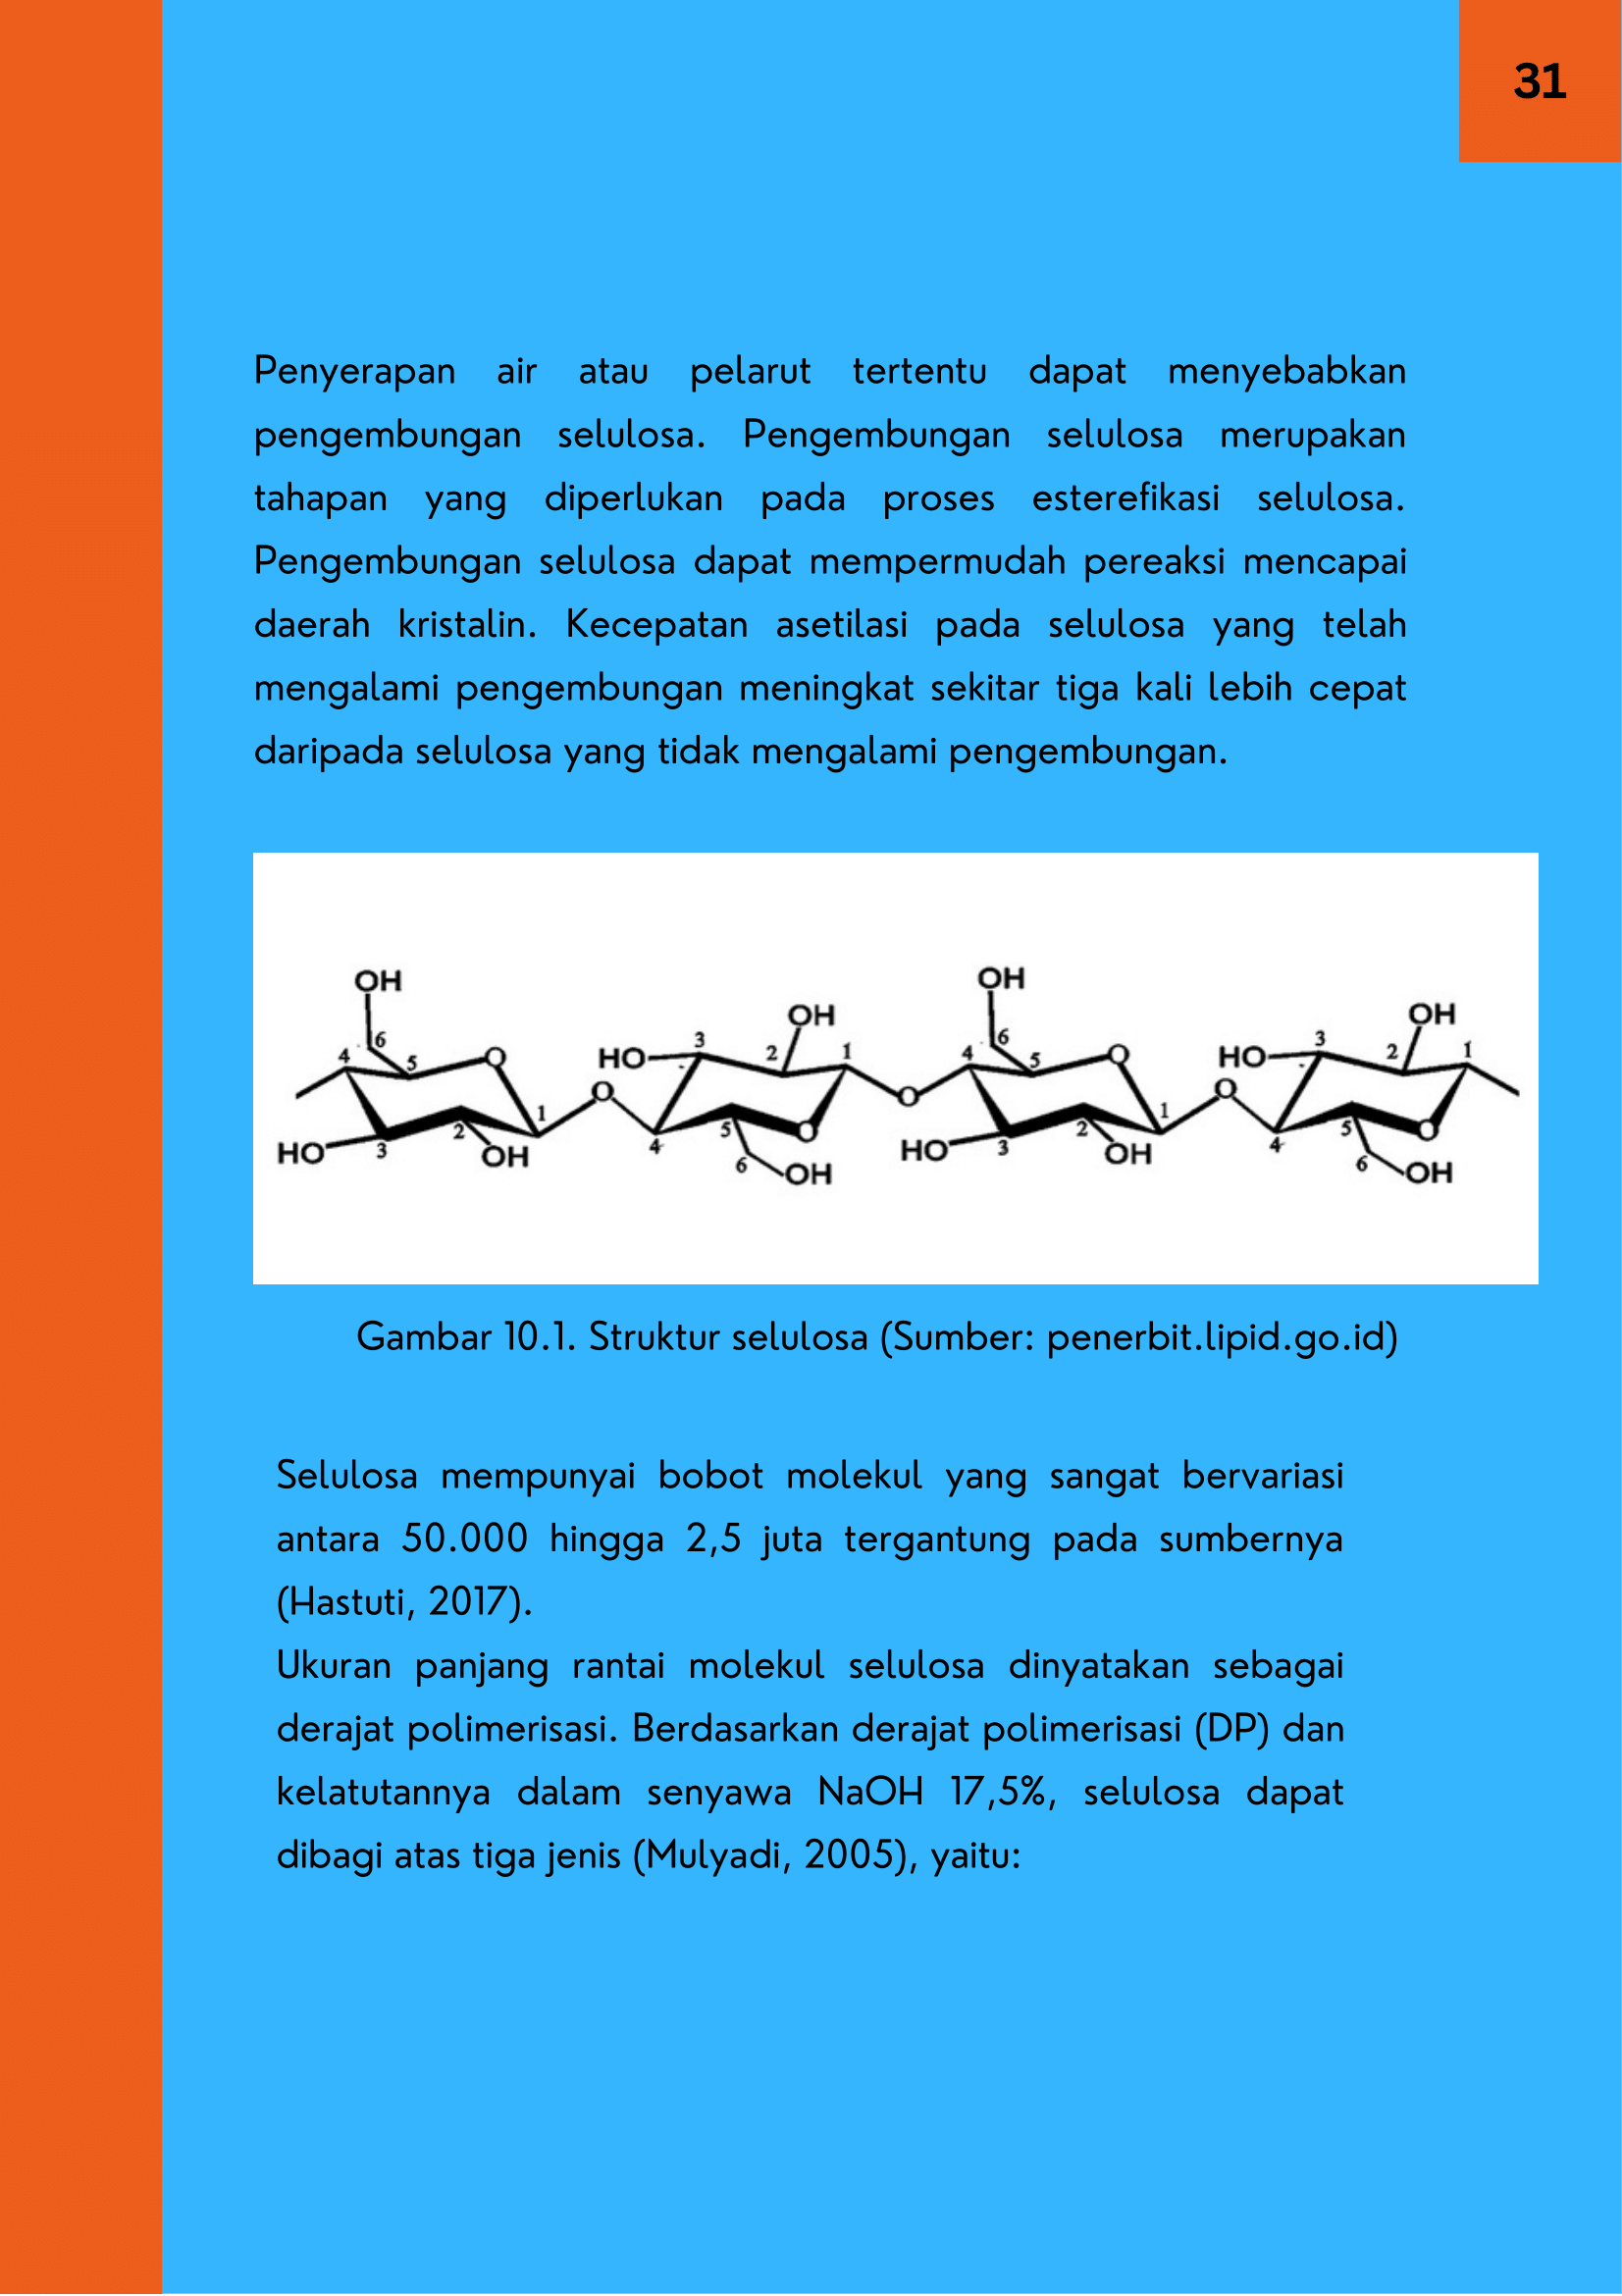 31
Penyerapan air atau pelarut tertentu dapat menyebabkan
pengembungan selulosa. Pengembungan selulosa merupakan
tahapan yang diperlukan pada proses esterefikasi selulosa.
Pengembungan selulosa dapat mempermudah pereaksi mencapai
daerah kristalin. Kecepatan asetilasi pada selulosa yang telah
mengalami pengembungan meningkat sekitar tiga kali lebih cepat
daripada selulosa yang tidak mengalami pengembungan.
OH OH OH OH
4 6 5 O HO 3 2 1 4 6 5 O HO 3 2 1
HO 3 2 OH 1 O 4 5 O 6 OH O HO 3 2 OH 1 O 4 5 O 6 OH
Gambar 10.1. Struktur selulosa (Sumber: penerbit.lipid.go.id)
Selulosa mempunyai bobot molekul yang sangat bervariasi
antara 50.000 hingga 2,5 juta tergantung pada sumbernya
(Hastuti, 2017).
Ukuran panjang rantai molekul selulosa dinyatakan sebagai
derajat polimerisasi. Berdasarkan derajat polimerisasi (DP) dan
kelatutannya dalam senyawa NaOH 17,5%, selulosa dapat
dibagi atas tiga jenis (Mulyadi, 2005), yaitu: